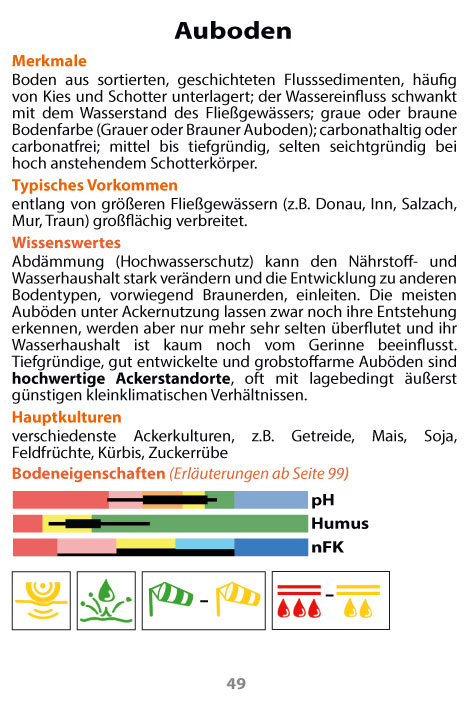 Auboden
Merkmale
Boden aus sortierten, geschichteten Flusssedimenten, häufig
von Kies und Schotter unterlagert; der Wassereinfluss schwankt
mit dem Wasserstand des Fließgewässers; graue oder braune
Bodenfarbe (Grauer oder Brauner Auboden); carbonathaltig oder
carbonatfrei; mittel bis tiefgründig, selten seichtgründig bei
hoch anstehendem Schotterkörper.
Typisches Vorkommen
entlang von größeren Fließgewässern (z.B. Donau, Inn, Salzach,
Mur, Traun) großflächig verbreitet.
Wissenswertes
Abdämmung (Hochwasserschutz) kann den Nährstoff- und
Wasserhaushalt stark verändern und die Entwicklung zu anderen
Bodentypen, vorwiegend Braunerden, einleiten. Die meisten
Auböden unter Ackernutzung lassen zwar noch ihre Entstehung
erkennen, werden aber nur mehr sehr selten überflutet und ihr
Wasserhaushalt ist kaum noch vom Gerinne beeinflusst.
Tiefgründige, gut entwickelte und grobstoffarme Auböden sind
hochwertige Ackerstandorte, oft mit lagebedingt äußerst
günstigen kleinklimatischen Verhältnissen.
Hauptkulturen
verschiedenste Ackerkulturen, z.B. Getreide, Mais, Soja,
Feldfrüchte, Kürbis, Zuckerrübe
Bodeneigenschaften (Erläuterungen ab Seite 99)
pH
Humus
nFK
–
–
49